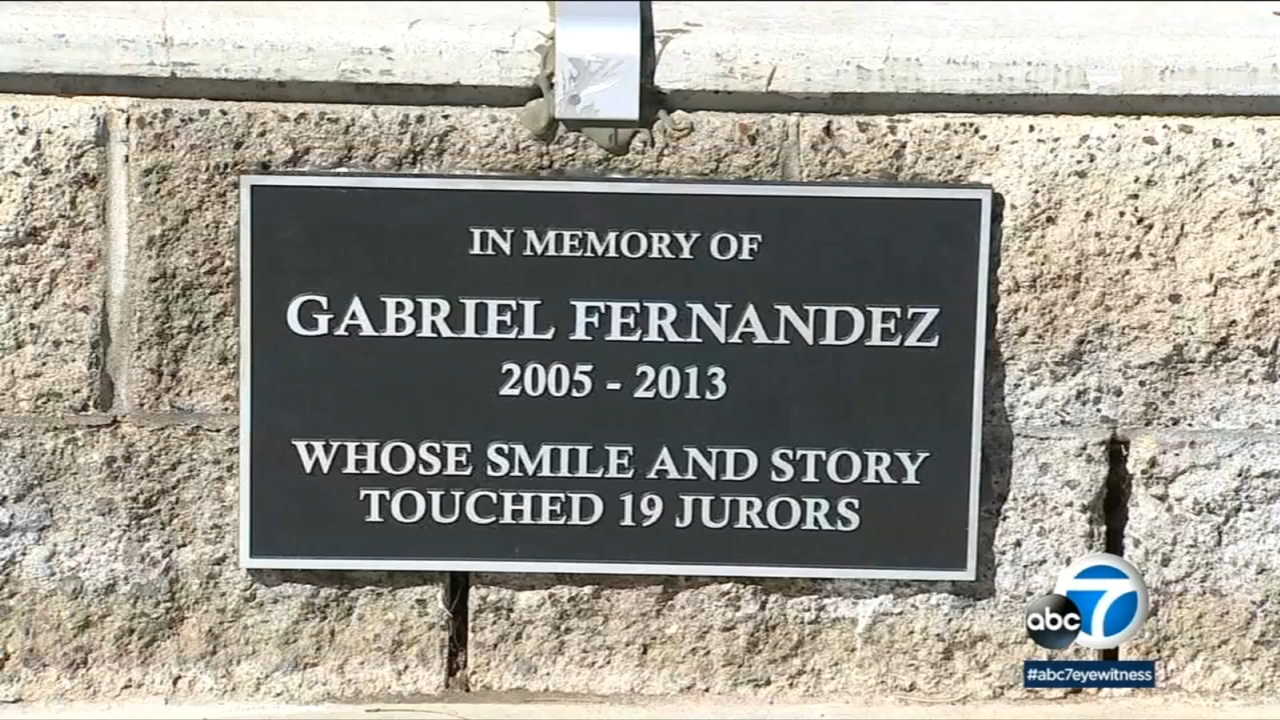 IN MEMORY OF
GABRIEL FERNANDEZ
2005 - 2013
WHOSE SMILE AND STORY
TOUCHED 19 JURORS
abc 7
#abc7eyewitness